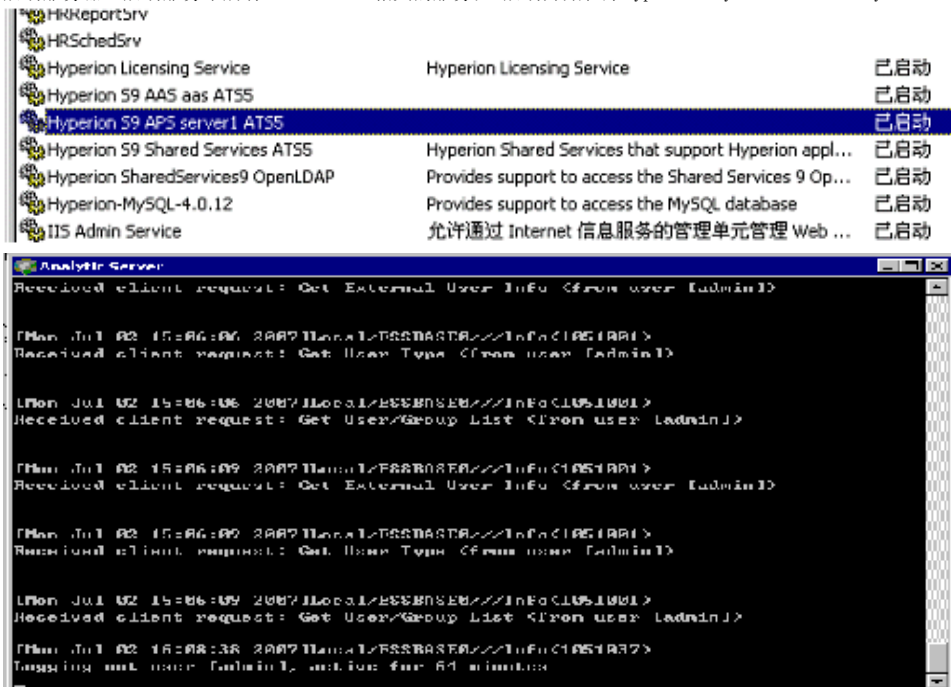 HRReportSrv
HRSchedSrv
Hyperion Licensing Service Hyperion Licensing Service 已启动
Hyperion S9 AAS aas ATS5 已启动
Hyperion S9 APS server1 ATS5 已启动
Hyperion S9 Shared Services ATS5 Hyperion Shared Services that support Hyperion appl... 已启动
Hyperion SharedServices9 OpenLDAP Provides support to access the Shared Services 9 Op... 已启动
Hyperion-MySQL-4.0.12 Provides support to access the MySQL database 已启动
IIS Admin Service 允许通过 Internet 信息服务的管理单元管理 Web ... 已启动
Analytic Server
Received client request: Get External User Info (from user [admin])
[Mon Jul 02 15:06:06 2007]Local/ESSBASE0///Info(1051001)
Received client request: Get User Type (from user [admin])
[Mon Jul 02 15:06:06 2007]Local/ESSBASE0///Info(1051001)
Received client request: Get User/Group List (from user [admin])
[Mon Jul 02 15:06:09 2007]Local/ESSBASE0///Info(1051001)
Received client request: Get External User Info (from user [admin])
[Mon Jul 02 15:06:09 2007]Local/ESSBASE0///Info(1051001)
Received client request: Get User Type (from user [admin])
[Mon Jul 02 15:06:09 2007]Local/ESSBASE0///Info(1051001)
Received client request: Get User/Group List (from user [admin])
[Mon Jul 02 16:08:38 2007]Local/ESSBASE0///Info(1051037)
Logging out user [admin], active for 64 minutes